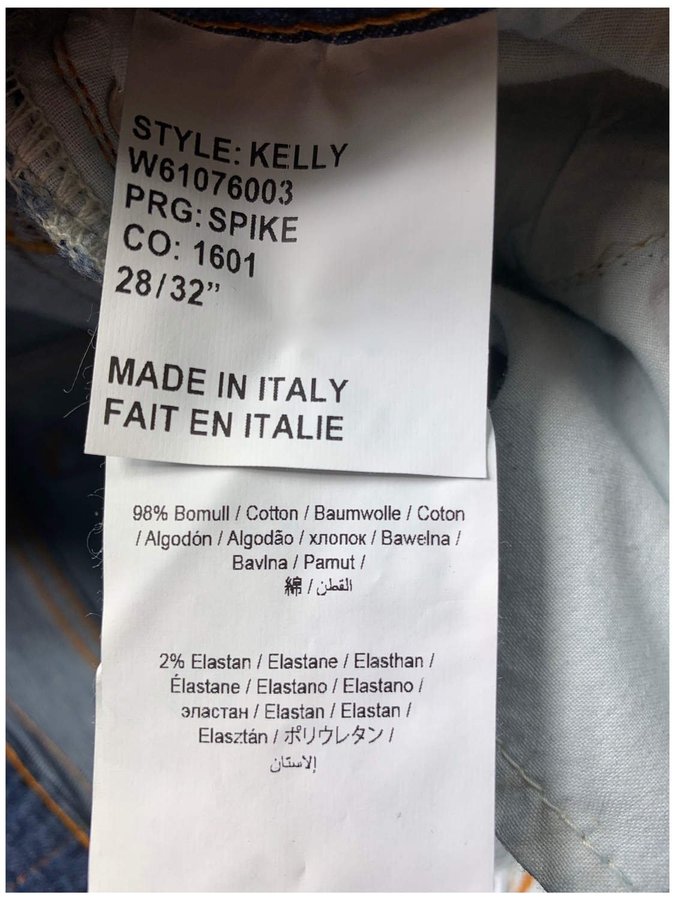 STYLE: KELLY
W61076003
PRG: SPIKE
CO: 1601
28/32”
MADE IN ITALY
FAIT EN ITALIE
98% Bomull / Cotton / Baumwolle / Coton
/ Algodón / Algodão / хлопок / Bawełna /
Bavlna / Pamut /
綿 / القطن
2% Elastan / Elastane / Elasthan /
Élastane / Elastano / Elastano /
эластан / Elastan / Elastan /
Elasztán / ポリウレタン /
إلاستان